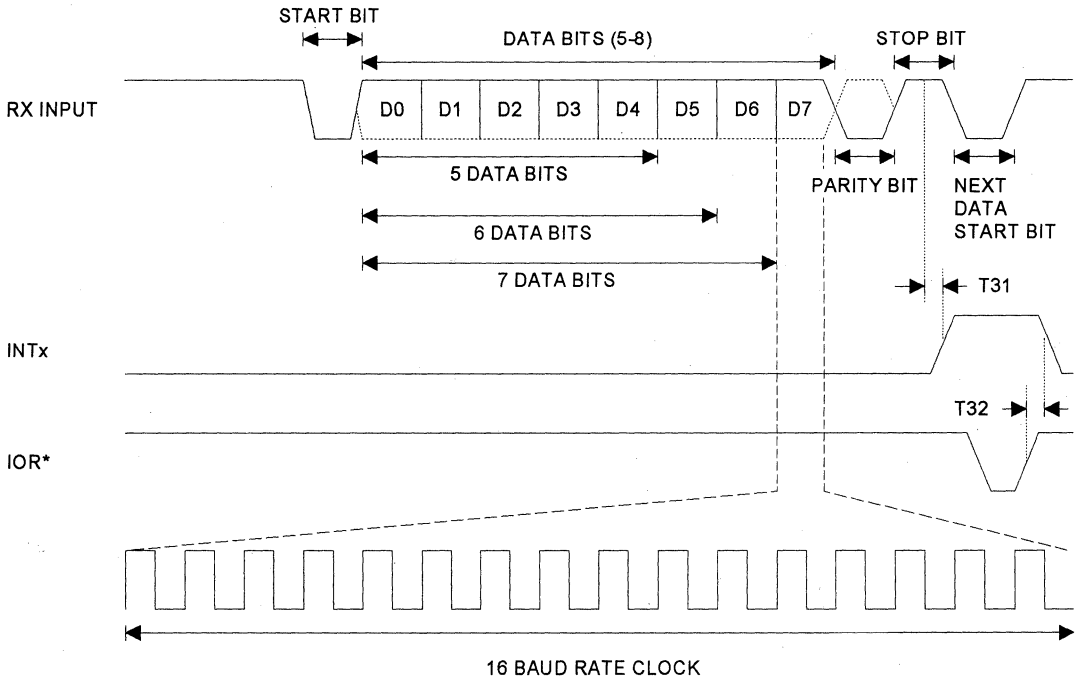 START BIT
DATA BITS (5-8)
STOP BIT
RX INPUT
D0 D1 D2 D3 D4 D5 D6 D7
5 DATA BITS
PARITY BIT
NEXT
DATA
START BIT
6 DATA BITS
7 DATA BITS
T31
INTx
T32
IOR*
16 BAUD RATE CLOCK